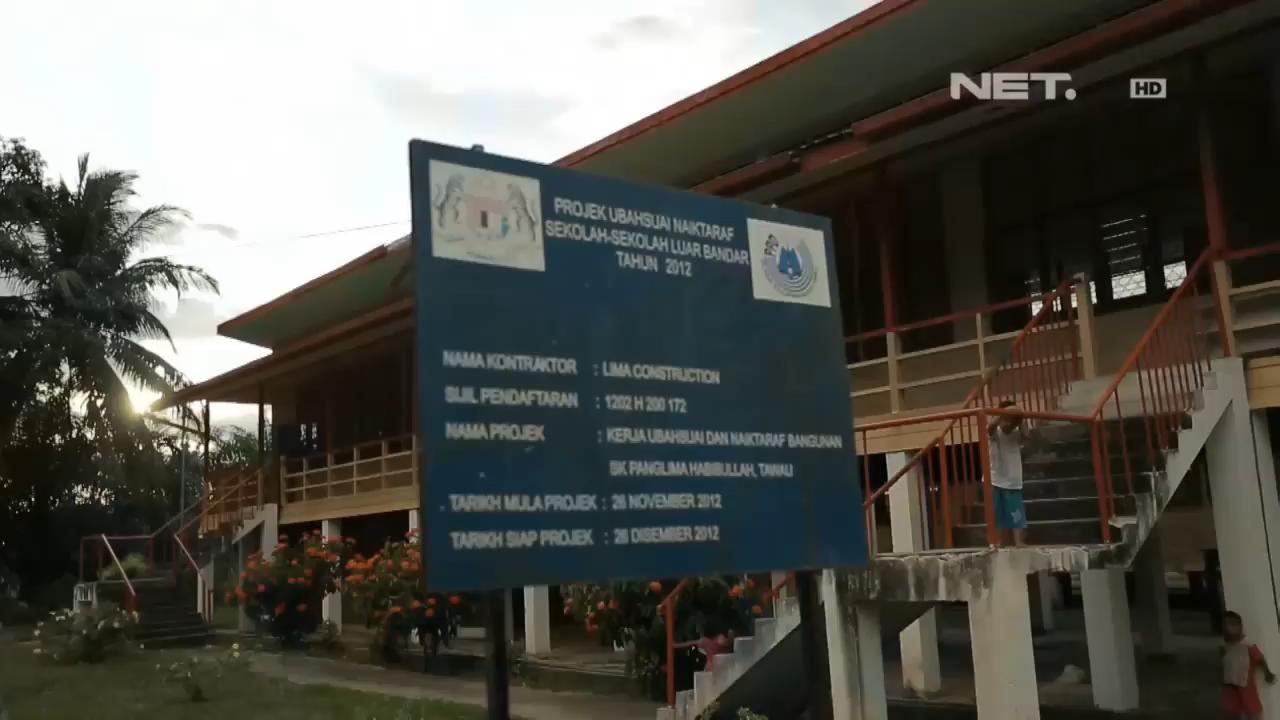 NET. HD
PROJEK UBAHSUAI NAIKTARAF
SEKOLAH-SEKOLAH LUAR BANDAR
TAHUN 2012
NAMA KONTRAKTOR : LIMA CONSTRUCTION
SIJIL PENDAFTARAN : 1202 H 200 172
NAMA PROJEK : KERJA UBAHSUAI DAN NAIKTARAF BANGUNAN
SK PANGLIMA HABIBULLAH, TAWALI
TARIKH MULA PROJEK : 26 NOVEMBER 2012
TARIKH SIAP PROJEK : 26 DISEMBER 2012